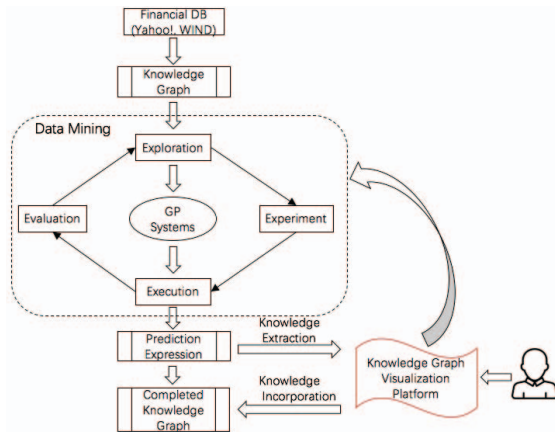 Financial DB
(Yahoo!, WIND)
Knowledge
Graph
Data Mining
Exploration
Evaluation
GP
Systems
Experiment
Execution
Prediction
Expression
Knowledge
Extraction
Knowledge Graph
Visualization
Platform
Completed
Knowledge
Graph
Knowledge
Incorporation